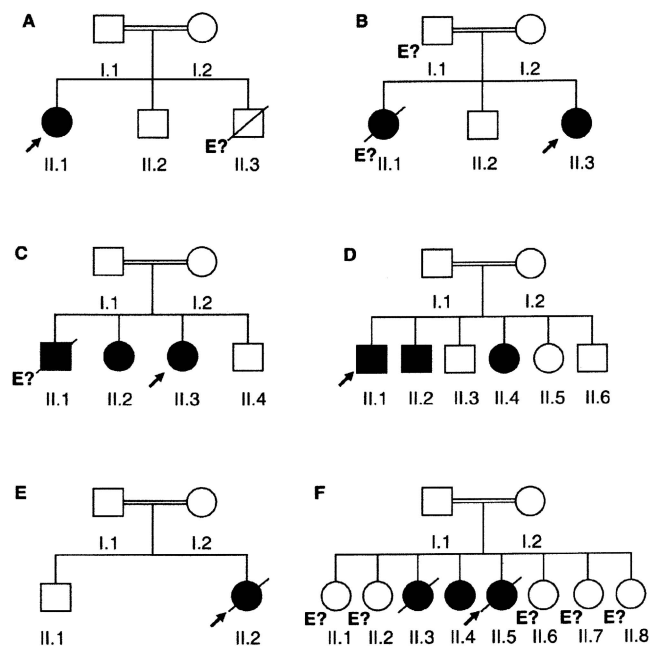 A
I.1 I.2
E?
II.1 II.2 II.3
B
E?
I.1 I.2
E?
II.1 II.2 II.3
C
I.1 I.2
E?
II.1 II.2 II.3 II.4
D
I.1 I.2
II.1 II.2 II.3 II.4 II.5 II.6
E
I.1 I.2
II.1 II.2
F
I.1 I.2
E? E? E? E? E?
II.1 II.2 II.3 II.4 II.5 II.6 II.7 II.8